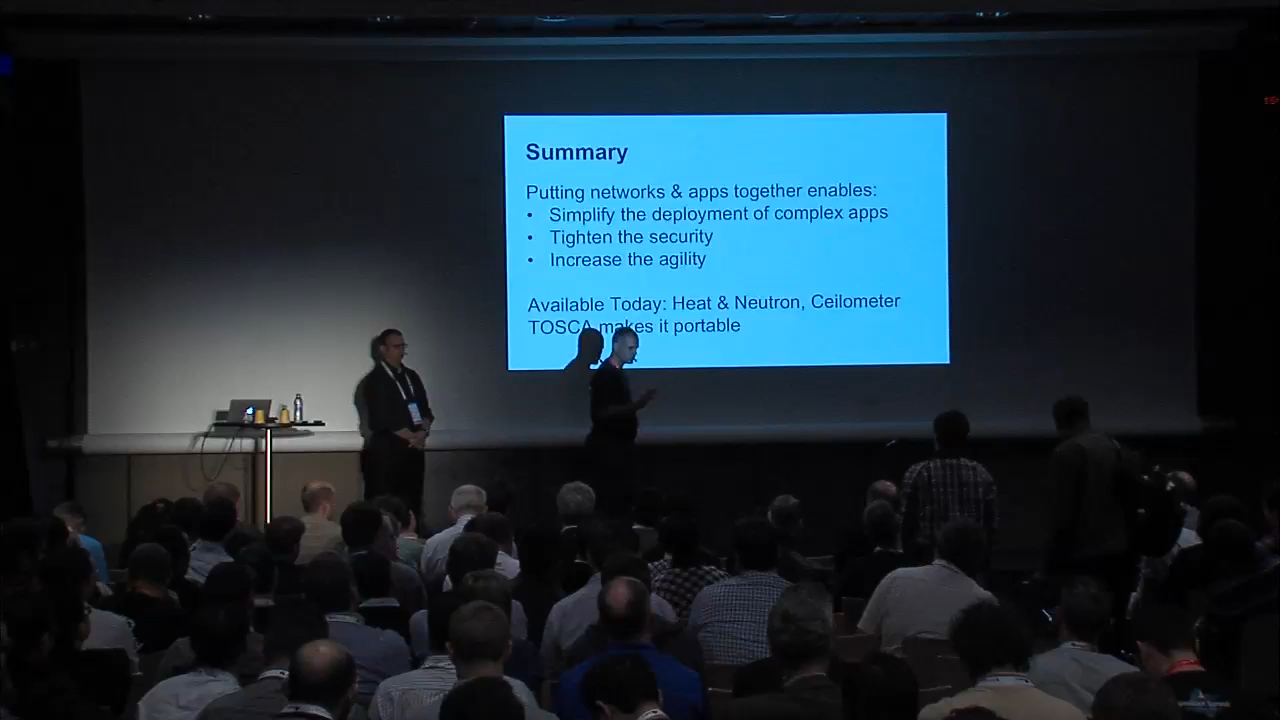 Summary
Putting networks & apps together enables:
• Simplify the deployment of complex apps
• Tighten the security
• Increase the agility
Available Today: Heat & Neutron, Ceilometer
TOSCA makes it portable